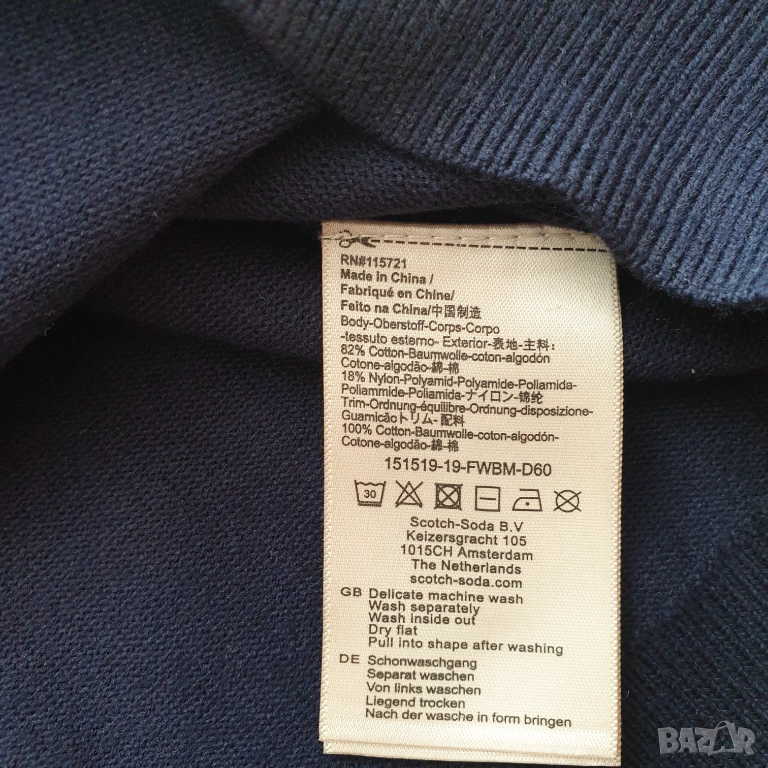 RN#115721
Made in China /
Fabriqué en Chine/
Feito na China/中国制造
Body-Oberstoff-Corps-Corpo
-tessuto esterno- Exterior-表地-主料:
82% Cotton-Baumwolle-coton-algodón
Cotone-algodão-綿-棉
18% Nylon-Polyamid-Polyamide-Poliamida-
Poliammide-Poliamida-ナイロン-锦纶
Trim-Ordnung-équilibre-Ordnung-disposizione-
Guarnicão トリム- 配料
100% Cotton-Baumwolle-coton-algodón-
Cotone-algodão-綿-棉
151519-19-FWBM-D60
30
Scotch-Soda B.V
Keizersgracht 105
1015CH Amsterdam
The Netherlands
scotch-soda.com
GB Delicate machine wash
Wash separately
Wash inside out
Dry flat
Pull into shape after washing
DE Schonwaschgang
Separat waschen
Von links waschen
Liegend trocken
Nach der wasche in form bringen
BAZAR